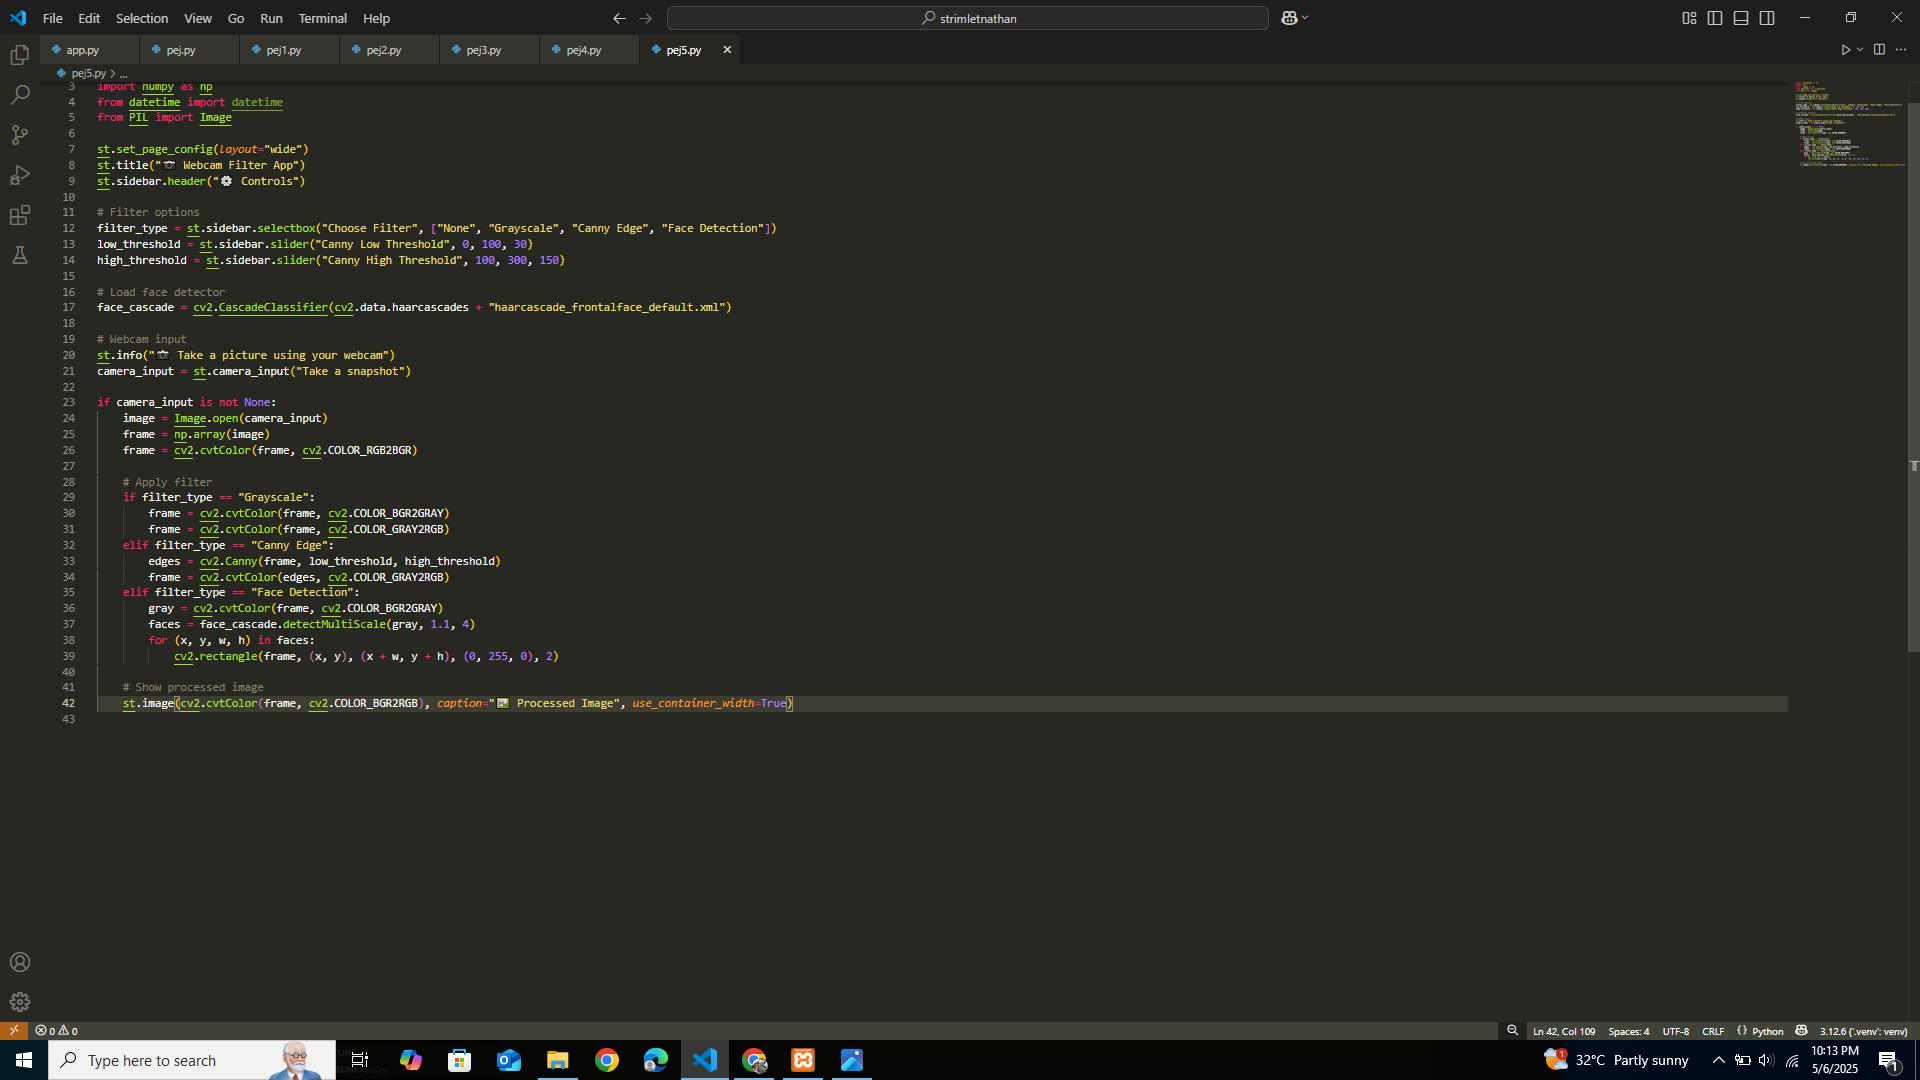 File Edit Selection View Go Run Terminal Help
strimletnathan
app.py pej.py pej1.py pej2.py pej3.py pej4.py pej5.py
pej5.py > ...
3 import numpy as np
4 from datetime import datetime
5 from PIL import Image
6
7 st.set_page_config(layout="wide")
8 st.title("📷 Webcam Filter App")
9 st.sidebar.header("⚙ Controls")
10
11 # Filter options
12 filter_type = st.sidebar.selectbox("Choose Filter", ["None", "Grayscale", "Canny Edge", "Face Detection"])
13 low_threshold = st.sidebar.slider("Canny Low Threshold", 0, 100, 30)
14 high_threshold = st.sidebar.slider("Canny High Threshold", 100, 300, 150)
15
16 # Load face detector
17 face_cascade = cv2.CascadeClassifier(cv2.data.haarcascades + "haarcascade_frontalface_default.xml")
18
19 # Webcam input
20 st.info("📷 Take a picture using your webcam")
21 camera_input = st.camera_input("Take a snapshot")
22
23 if camera_input is not None:
24     image = Image.open(camera_input)
25     frame = np.array(image)
26     frame = cv2.cvtColor(frame, cv2.COLOR_RGB2BGR)
27
28     # Apply filter
29     if filter_type == "Grayscale":
30         frame = cv2.cvtColor(frame, cv2.COLOR_BGR2GRAY)
31         frame = cv2.cvtColor(frame, cv2.COLOR_GRAY2RGB)
32     elif filter_type == "Canny Edge":
33         edges = cv2.Canny(frame, low_threshold, high_threshold)
34         frame = cv2.cvtColor(edges, cv2.COLOR_GRAY2RGB)
35     elif filter_type == "Face Detection":
36         gray = cv2.cvtColor(frame, cv2.COLOR_BGR2GRAY)
37         faces = face_cascade.detectMultiScale(gray, 1.1, 4)
38         for (x, y, w, h) in faces:
39             cv2.rectangle(frame, (x, y), (x + w, y + h), (0, 255, 0), 2)
40
41     # Show processed image
42     st.image(cv2.cvtColor(frame, cv2.COLOR_BGR2RGB), caption="🖼 Processed Image", use_container_width=True)
43
0 0 Ln 42, Col 109 Spaces: 4 UTF-8 CRLF {} Python 3.12.6 ('.venv': venv)
Type here to search
1 32°C Partly sunny
10:13 PM
5/6/2025
1